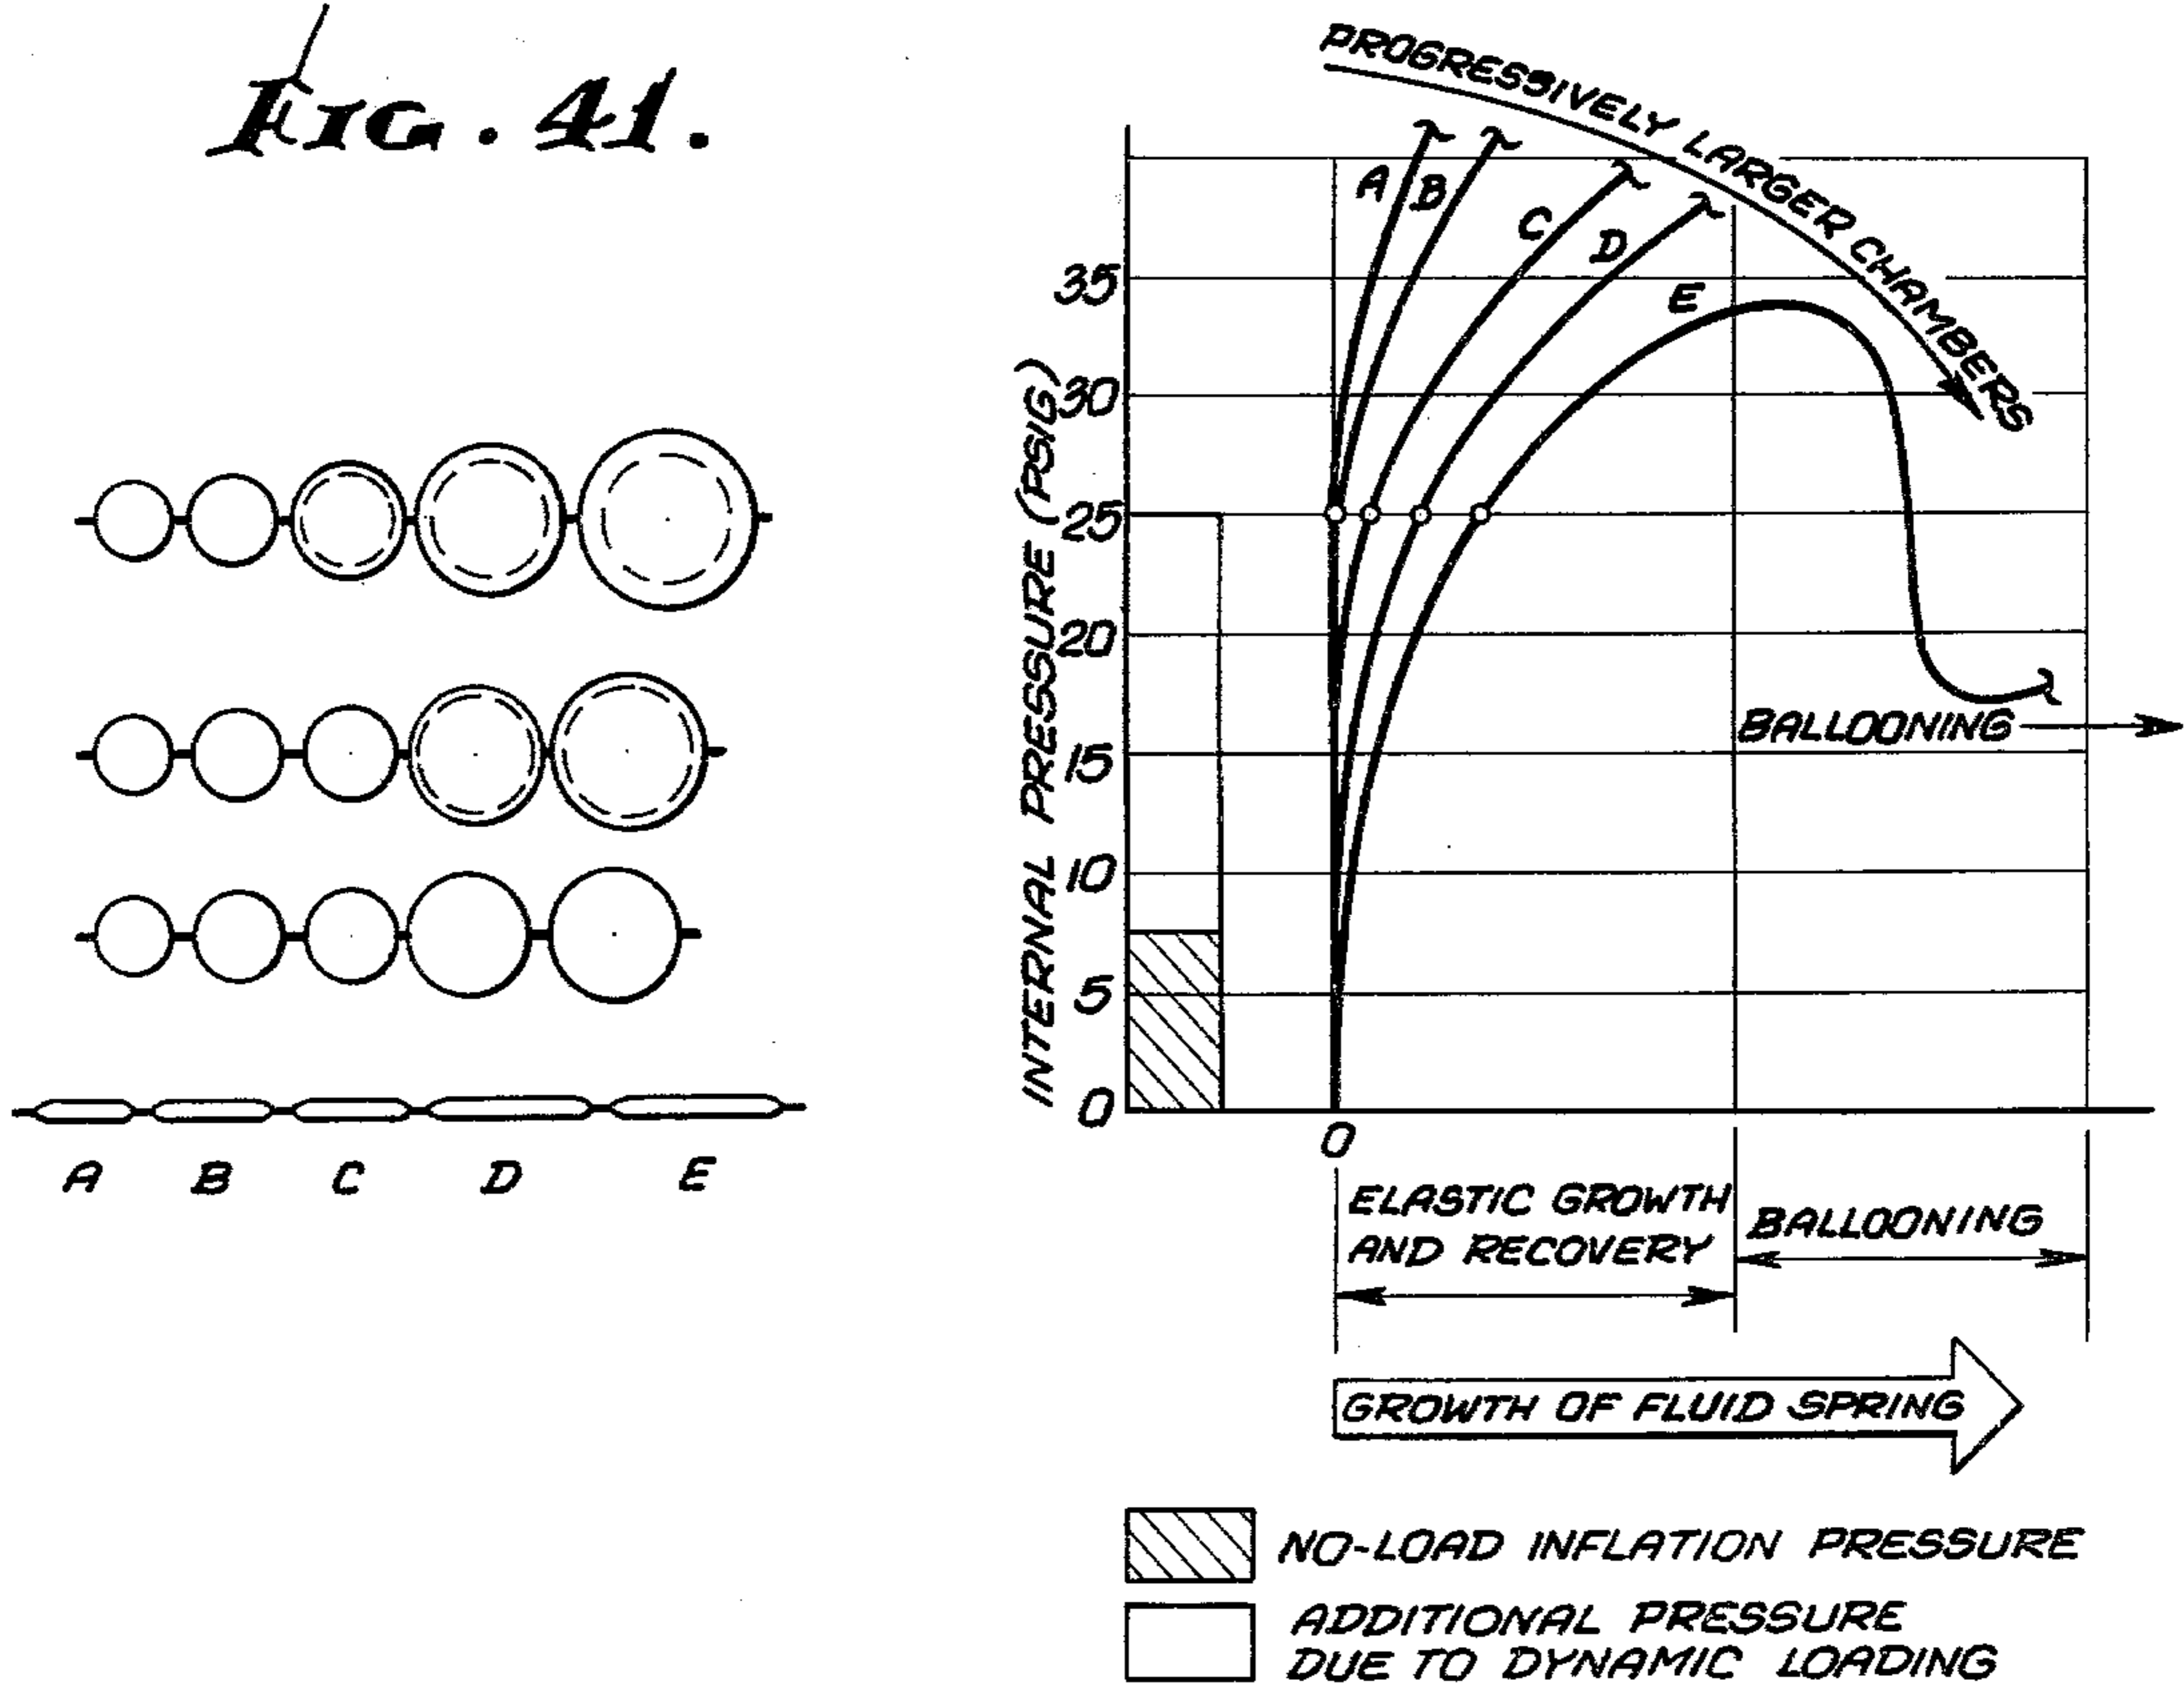 FIG. 41.
A B C D E
PROGRESSIVELY LARGER CHAMBERS
A
B
C
D
E
INTERNAL PRESSURE (PSIG)
35
30
25
20
15
10
5
0
BALLOONING
0
ELASTIC GROWTH
AND RECOVERY
BALLOONING
GROWTH OF FLUID SPRING
NO-LOAD INFLATION PRESSURE
ADDITIONAL PRESSURE
DUE TO DYNAMIC LOADING